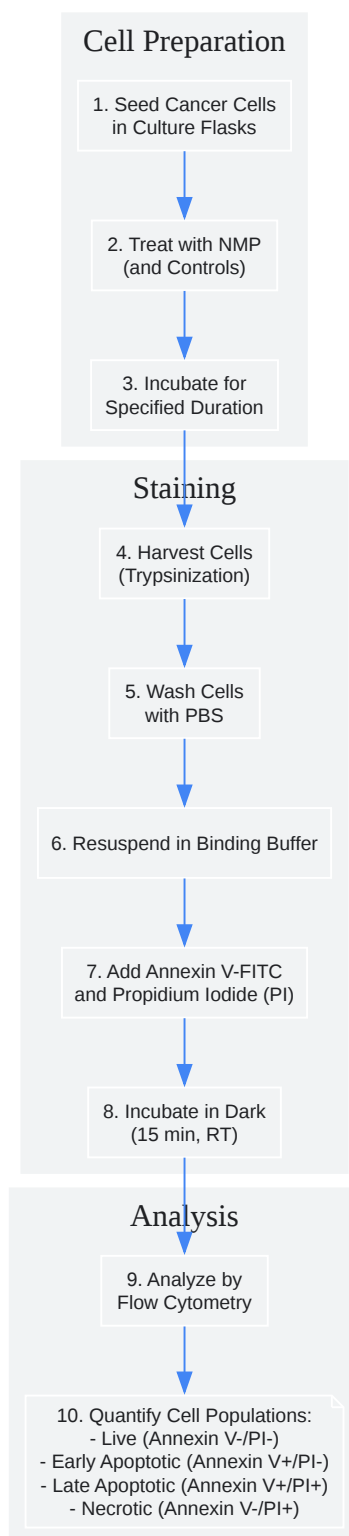 Cell Preparation
1. Seed Cancer Cells
in Culture Flasks
2. Treat with NMP
(and Controls)
3. Incubate for
Specified Duration
Staining
4. Harvest Cells
(Trypsinization)
5. Wash Cells
with PBS
6. Resuspend in Binding Buffer
7. Add Annexin V-FITC
and Propidium Iodide (PI)
8. Incubate in Dark
(15 min, RT)
Analysis
9. Analyze by
Flow Cytometry
10. Quantify Cell Populations:
- Live (Annexin V-/PI-)
- Early Apoptotic (Annexin V+/PI-)
- Late Apoptotic (Annexin V+/PI+)
- Necrotic (Annexin V-/PI+)